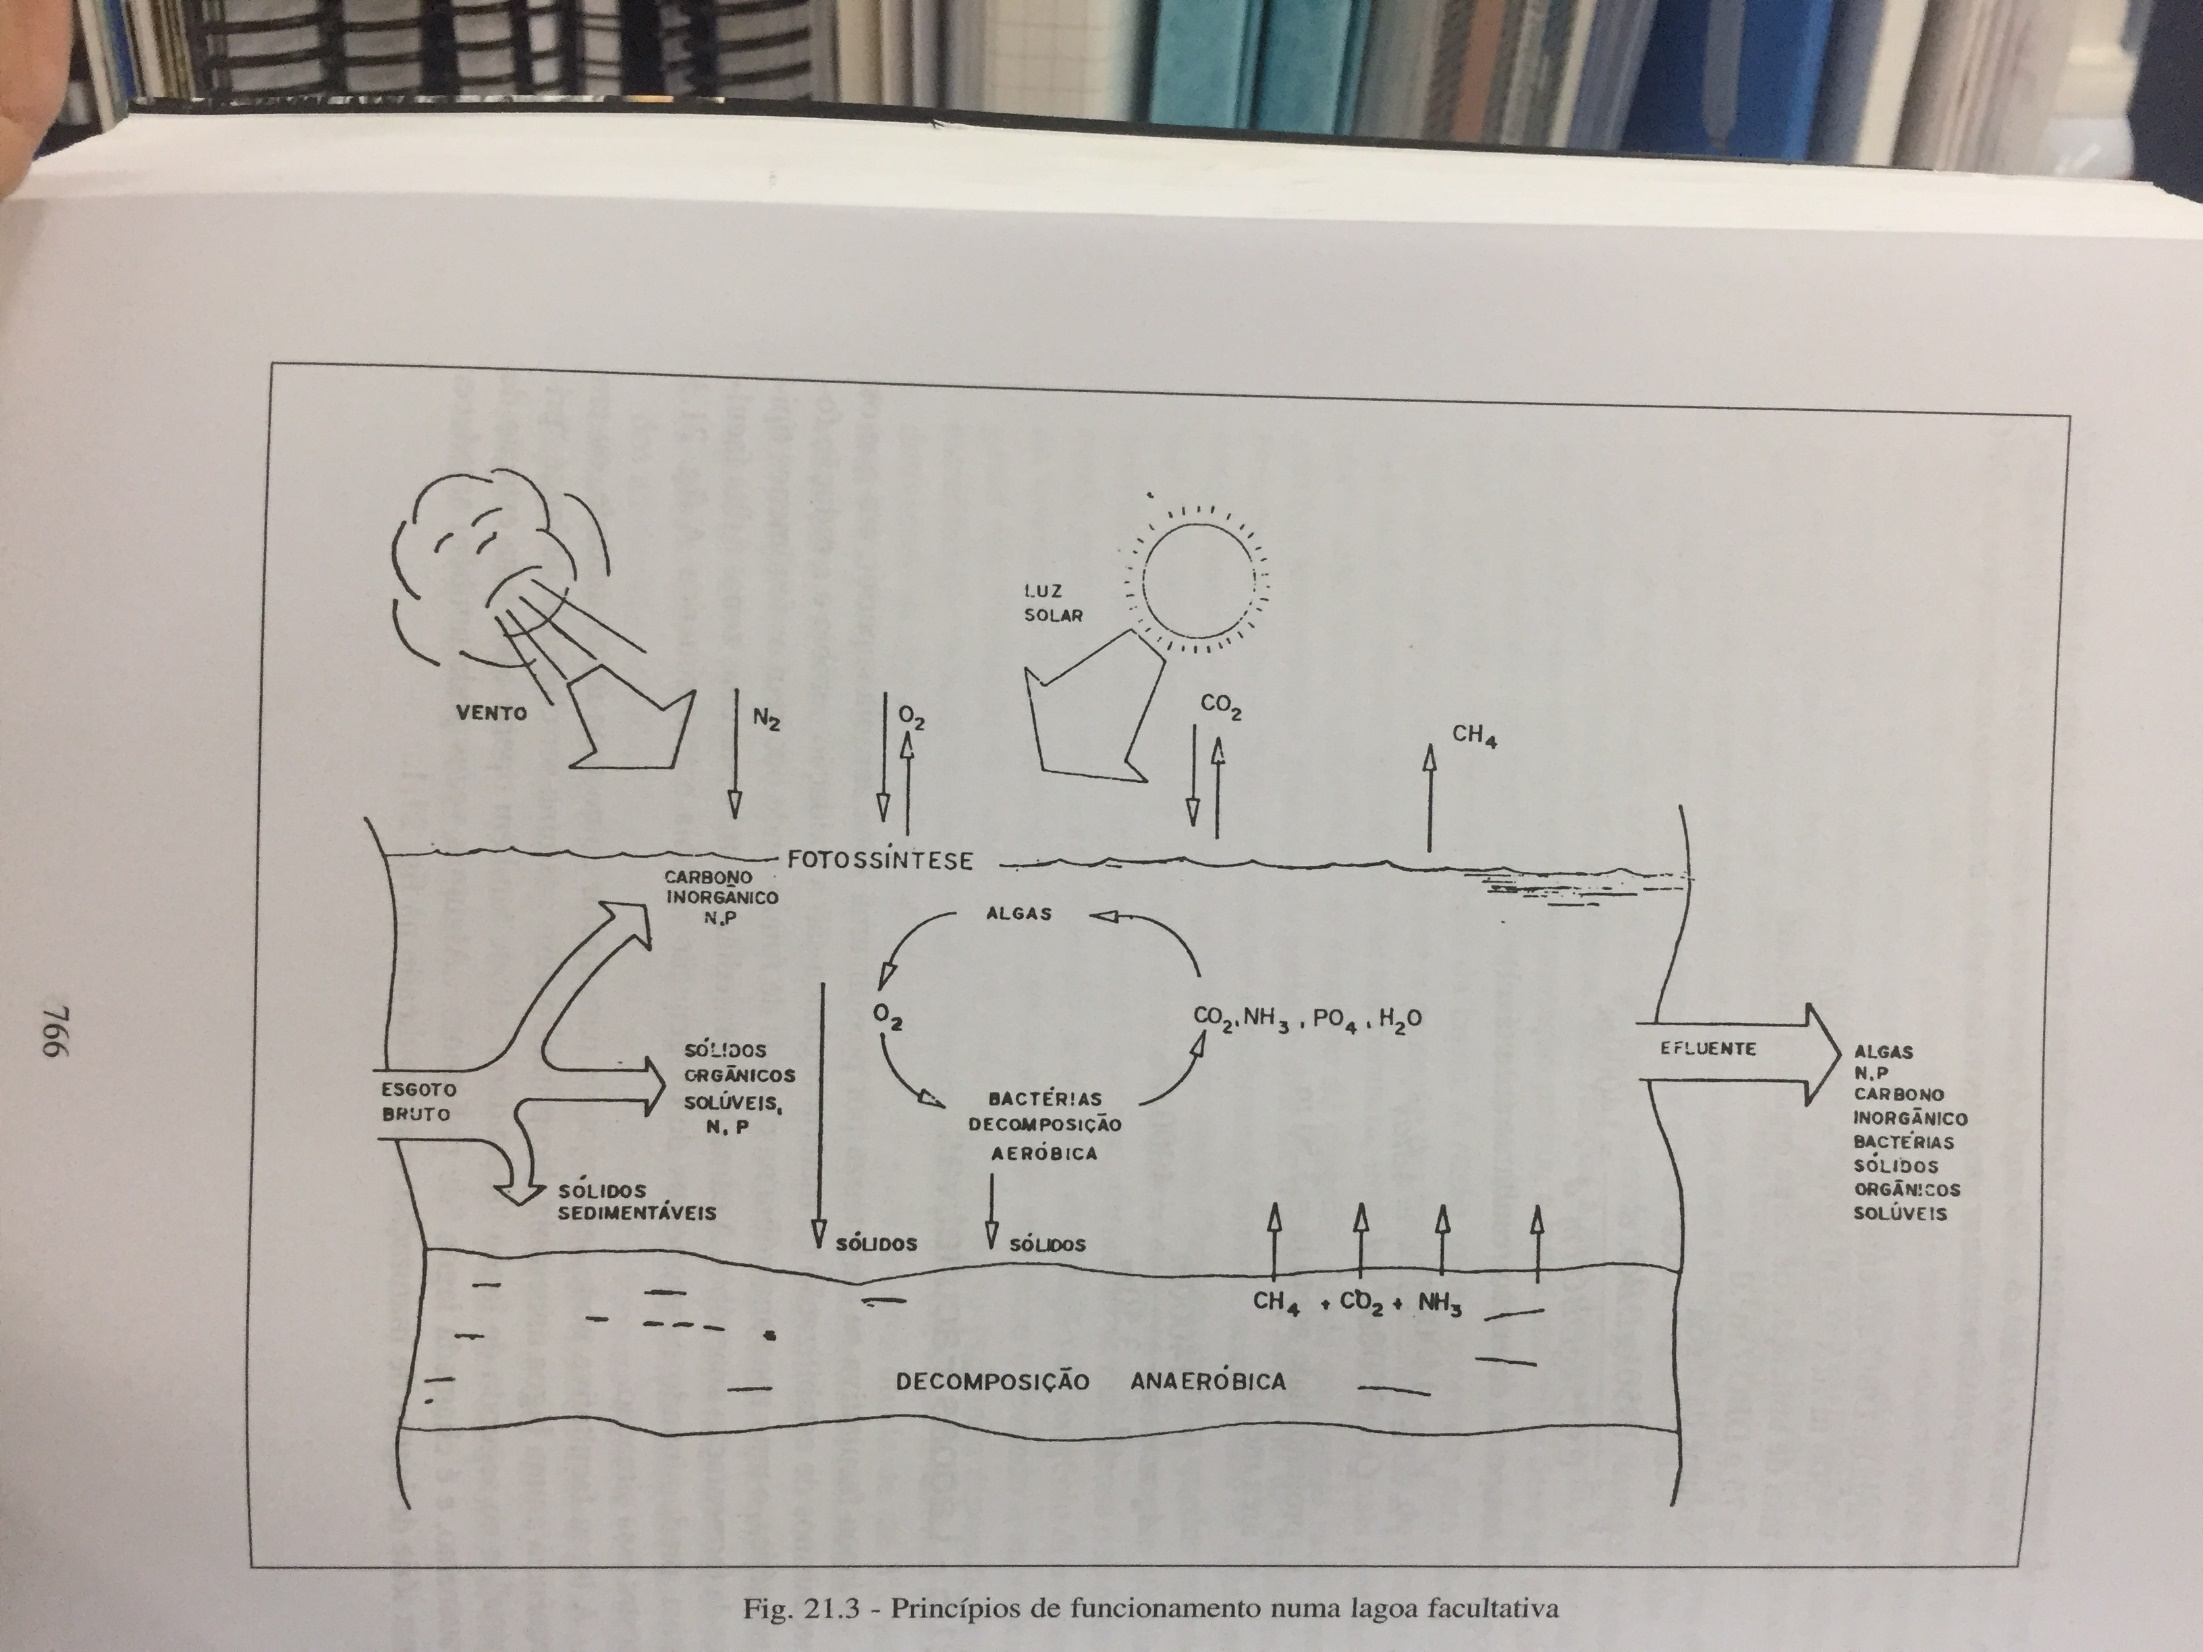 VENTO
LUZ
SOLAR
N2
O2
CO2
CH4
FOTOSSÍNTESE
CARBONO
INORGÂNICO
N,P
ALGAS
O2
CO2, NH3, PO4, H2O
BACTÉRIAS
DECOMPOSIÇÃO
AERÓBICA
ESGOTO
BRUTO
SÓLIDOS
ORGÂNICOS
SOLÚVEIS,
N, P
SÓLIDOS
SEDIMENTÁVEIS
SÓLIDOS
SÓLIDOS
CH4 + CO2 + NH3
DECOMPOSIÇÃO ANAERÓBICA
EFLUENTE
ALGAS
N,P
CARBONO
INORGÂNICO
BACTÉRIAS
SÓLIDOS
ORGÂNICOS
SOLÚVEIS
Fig. 21.3 - Princípios de funcionamento numa lagoa facultativa
766